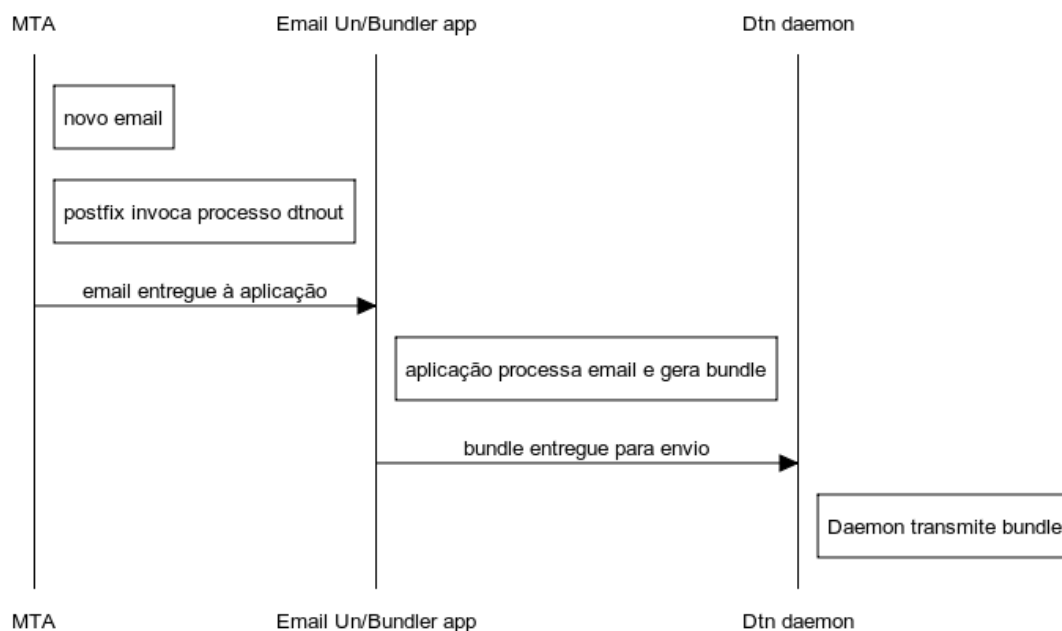 MTA
Email Un/Bundler app
Dtn daemon
novo email
postfix invoca processo dtnout
email entregue à aplicação
aplicação processa email e gera bundle
bundle entregue para envio
Daemon transmite bundle
MTA
Email Un/Bundler app
Dtn daemon